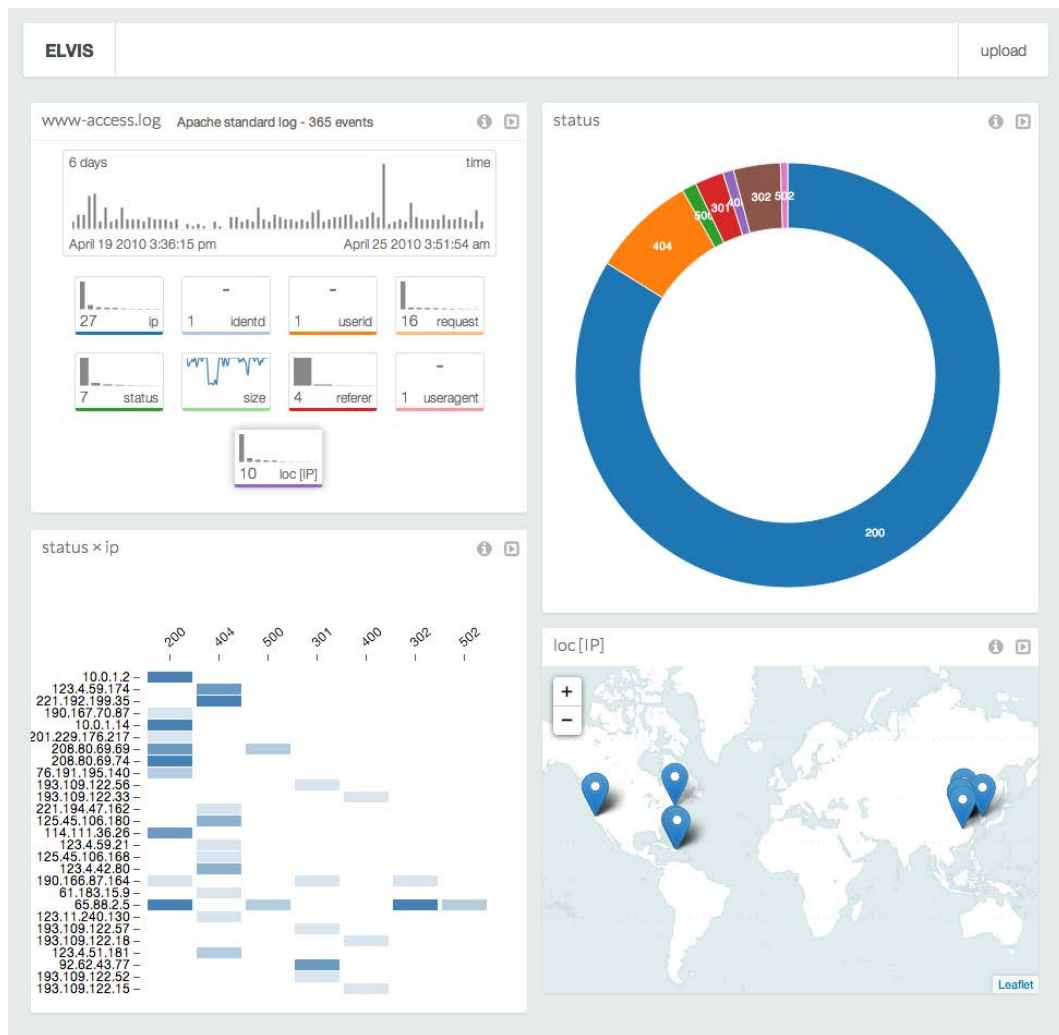 ELVIS
upload
www-access.log Apache standard log - 365 events
6 days time
April 19 2010 3:36:15 pm April 25 2010 3:51:54 am
27 ip
1 identd
1 userid
16 request
7 status
size
4 referer
1 useragent
10 loc [IP]
status
404
301
302
502
200
status × ip
200 404 500 301 400 302 502
10.0.1.2
123.4.59.174
221.192.199.35
190.167.70.87
10.0.1.14
201.229.176.217
208.80.69.69
208.80.69.74
76.191.195.140
193.109.122.56
193.109.122.33
221.194.47.162
125.45.106.180
114.111.36.26
123.4.59.21
125.45.106.168
123.4.42.80
190.166.87.164
61.183.15.9
65.88.2.5
123.11.240.130
193.109.122.57
193.109.122.18
123.4.51.181
92.62.43.77
193.109.122.52
193.109.122.15
loc [IP]
+
−
Leaflet